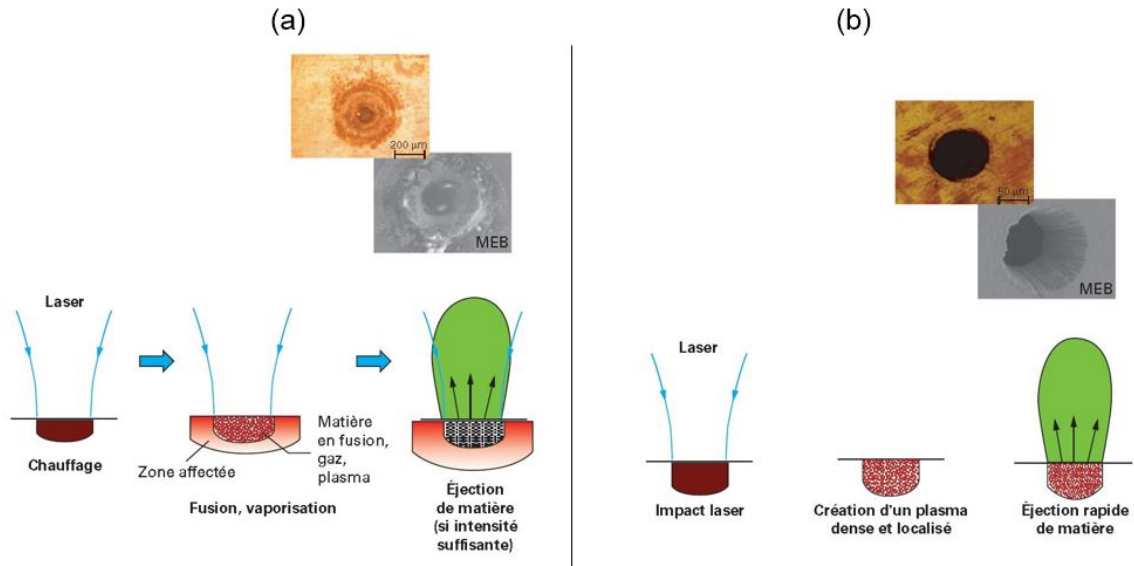 (a)
200 µm
MEB
Laser
Chauffage
Zone affectée
Matière
en fusion,
gaz,
plasma
Fusion, vaporisation
Éjection
de matière
(si intensité
suffisante)
(b)
50 µm
MEB
Laser
Impact laser
Création d'un plasma
dense et localisé
Éjection rapide
de matière